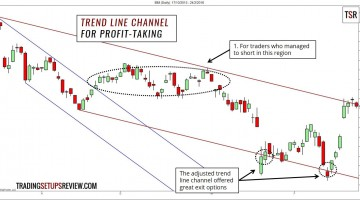 TREND LINE CHANNEL
FOR PROFIT-TAKING
TSR
1. For traders who managed
to short in this region
The adjusted trend
line channel offered
great exit options
TRADINGSETUPSREVIEW.COM